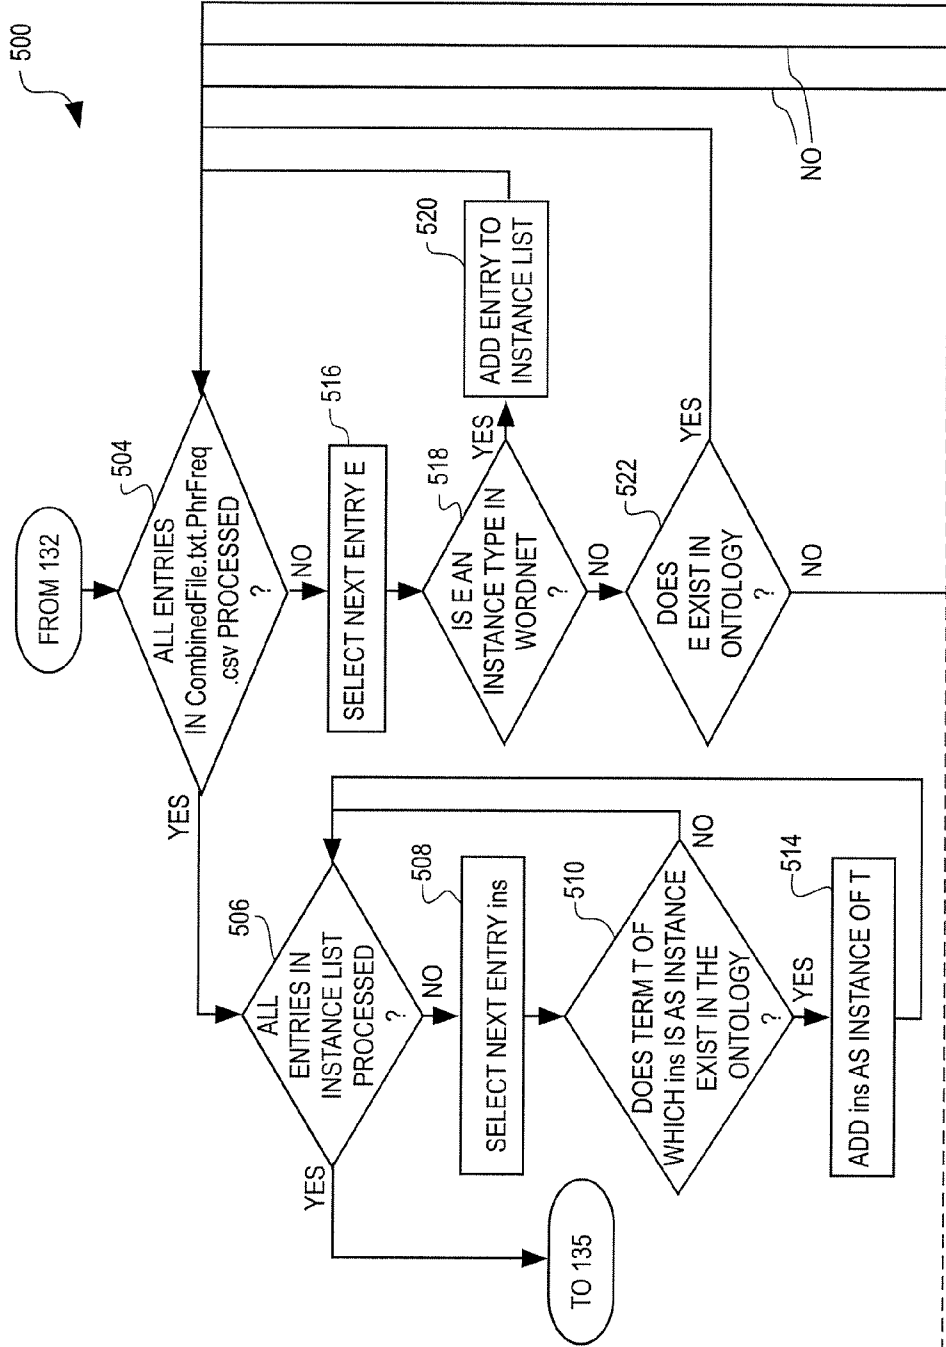 500
FROM 132
504
ALL ENTRIES
IN CombinedFile.txt.PhrFreq
.csv PROCESSED
?
YES
NO
516
SELECT NEXT ENTRY E
518
IS E AN
INSTANCE TYPE IN
WORDNET
?
YES
NO
520
ADD ENTRY TO
INSTANCE LIST
522
DOES
E EXIST IN
ONTOLOGY
?
YES
NO
NO
506
ALL
ENTRIES IN
INSTANCE LIST
PROCESSED
?
YES
NO
508
SELECT NEXT ENTRY ins
510
DOES TERM T OF
WHICH ins IS AS INSTANCE
EXIST IN THE
ONTOLOGY
?
NO
YES
514
ADD ins AS INSTANCE OF T
TO 135